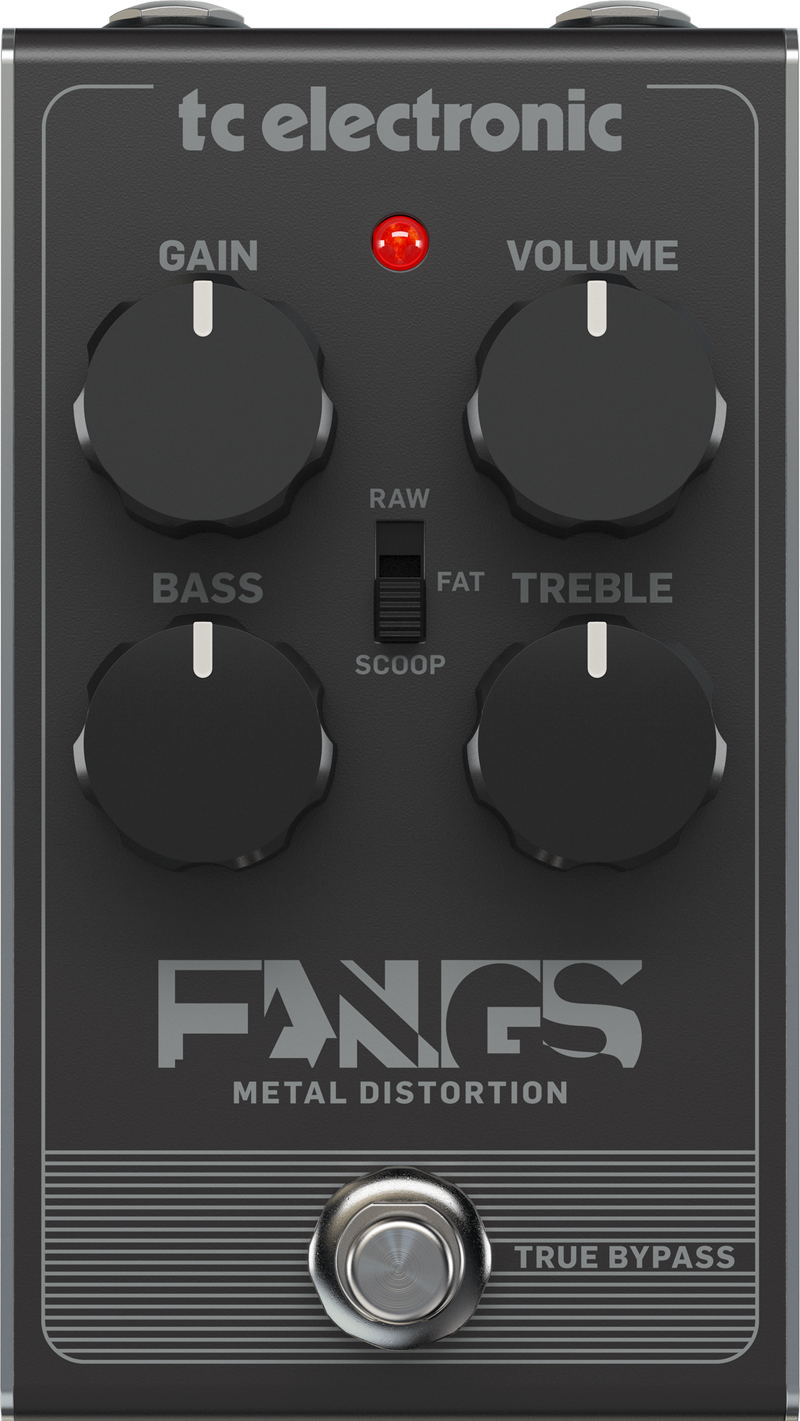 tc electronic
GAIN
VOLUME
RAW
FAT
BASS
TREBLE
SCOOP
FANGS
METAL DISTORTION
TRUE BYPASS